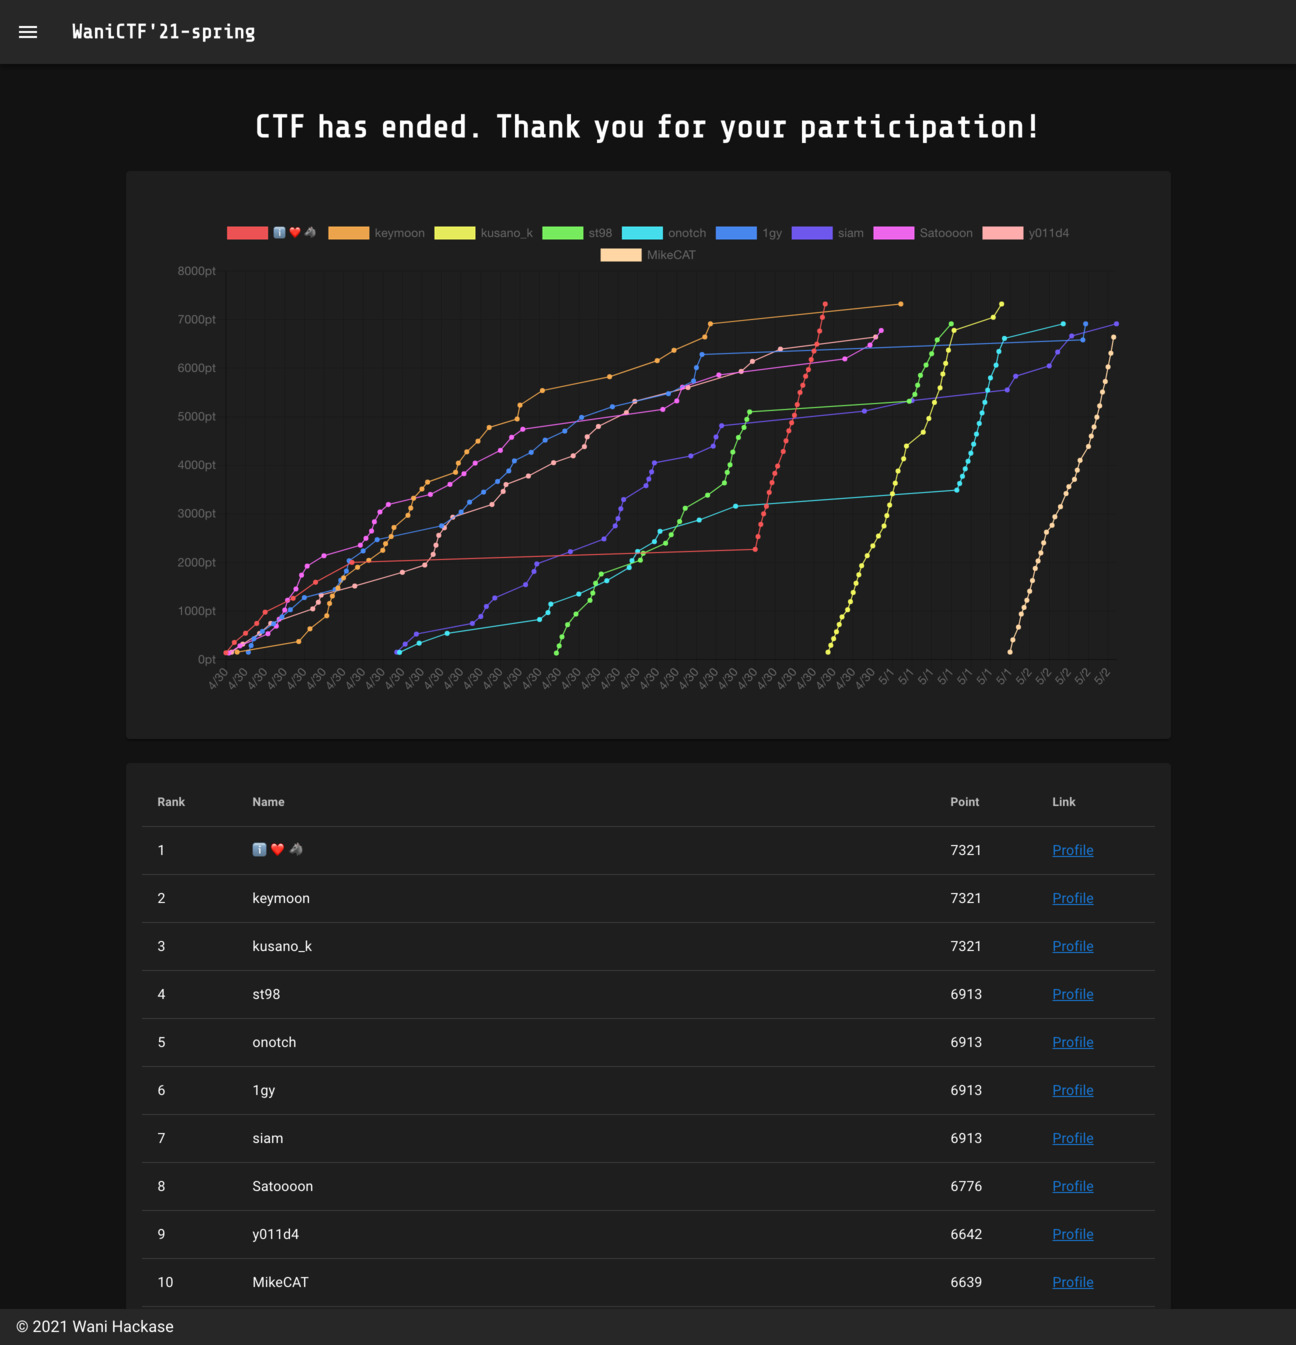 WaniCTF'21-spring
CTF has ended. Thank you for your participation!
ℹ️ ❤️ 🐴 keymoon kusano_k st98 onotch 1gy siam Satoooon y011d4
MikeCAT
8000pt
7000pt
6000pt
5000pt
4000pt
3000pt
2000pt
1000pt
0pt
4/30 4/30 4/30 4/30 4/30 4/30 4/30 4/30 4/30 4/30 4/30 4/30 4/30 4/30 4/30 4/30 4/30 4/30 4/30 4/30 4/30 4/30 4/30 4/30 4/30 4/30 4/30 4/30 4/30 4/30 4/30 4/30 4/30 4/30 5/1 5/1 5/1 5/1 5/1 5/1 5/1 5/2 5/2 5/2 5/2 5/2
Rank Name Point Link
1 ℹ️ ❤️ 🐴 7321 Profile
2 keymoon 7321 Profile
3 kusano_k 7321 Profile
4 st98 6913 Profile
5 onotch 6913 Profile
6 1gy 6913 Profile
7 siam 6913 Profile
8 Satoooon 6776 Profile
9 y011d4 6642 Profile
10 MikeCAT 6639 Profile
© 2021 Wani Hackase